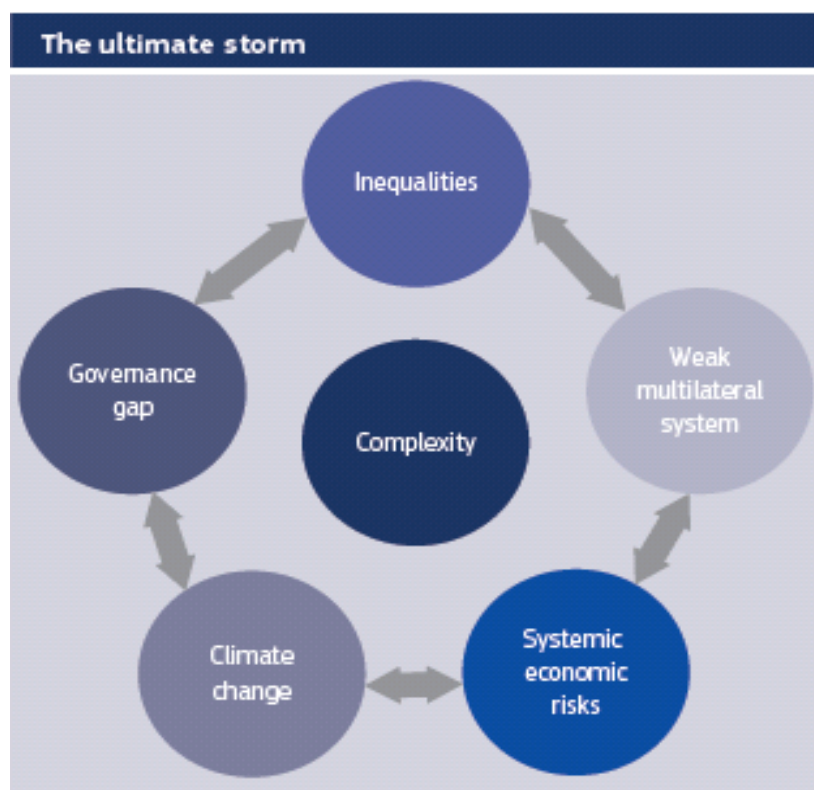 The ultimate storm
Inequalities
Governance
gap
Weak
multilateral
system
Complexity
Climate
change
Systemic
economic
risks